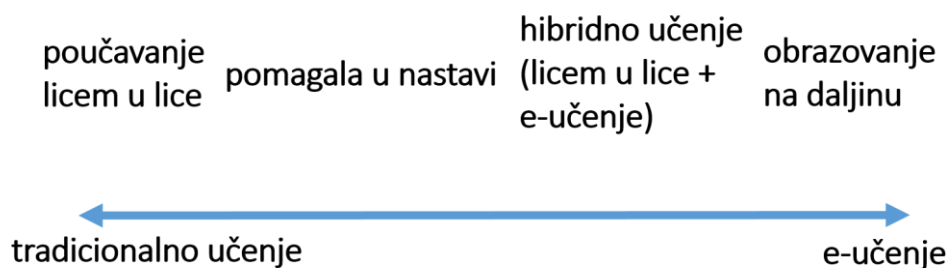 poučavanje
licem u lice
pomagala u nastavi
hibridno učenje
(licem u lice +
e-učenje)
obrazovanje
na daljinu
tradicionalno učenje
e-učenje